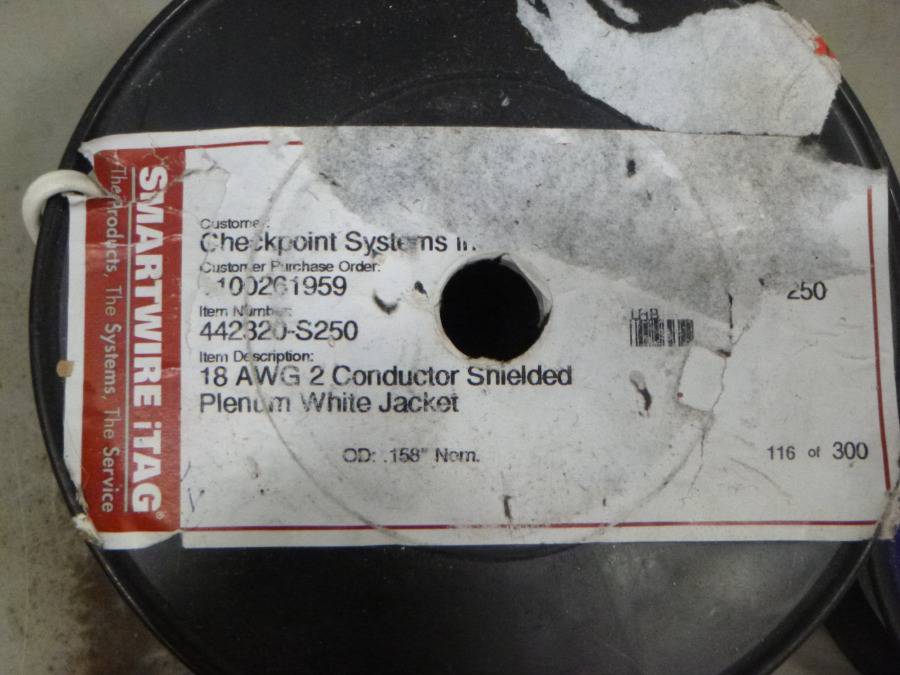 SMARTWIRE iTAG®
The Products, The Systems, The Service
Customer:
Checkpoint Systems
Customer Purchase Order:
100261959
Item Number:
442320-S250
Item Description:
18 AWG 2 Conductor Shielded
Plenum White Jacket
OD: .158" Nom.
250
116 of 300